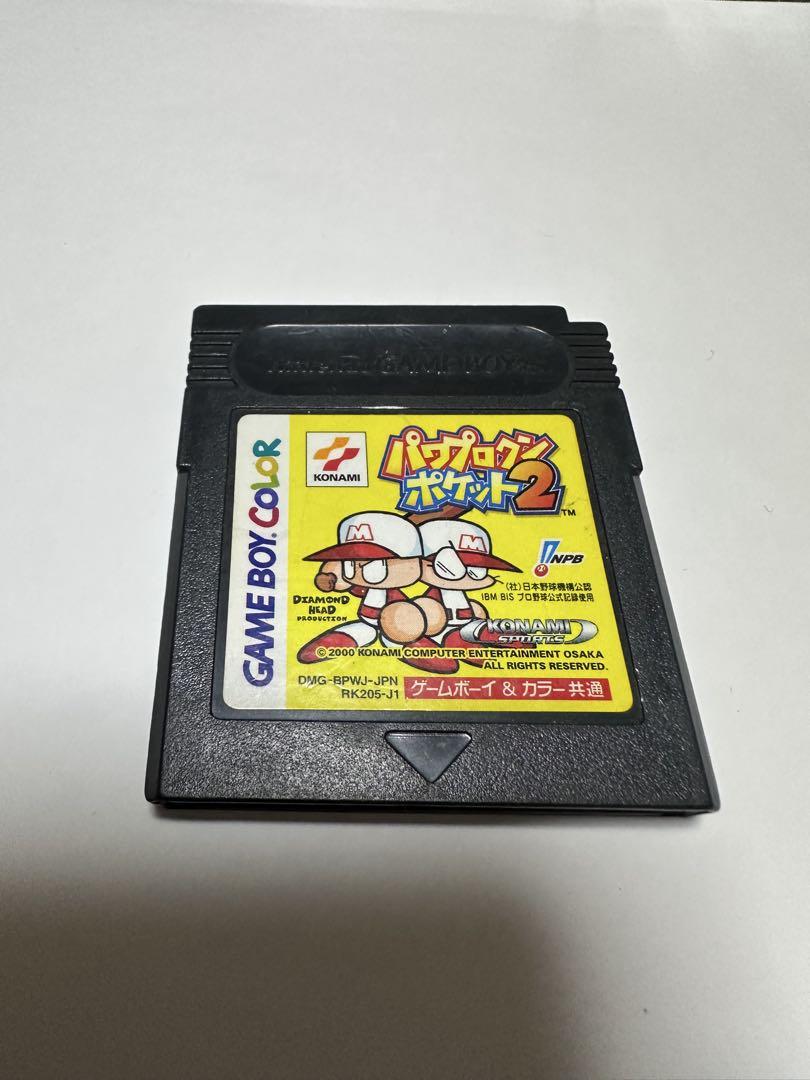 Nintendo GAME BOY
GAME BOY COLOR
KONAMI
パワプロクン
ポケット2
TM
M
M
NPB
(社)日本野球機構公認
IBM BIS プロ野球公式記録使用
DIAMOND
HEAD
PRODUCTION
KONAMI
SPORTS
© 2000 KONAMI COMPUTER ENTERTAINMENT OSAKA
ALL RIGHTS RESERVED.
DMG-BPWJ-JPN
RK205-J1
ゲームボーイ & カラー共通